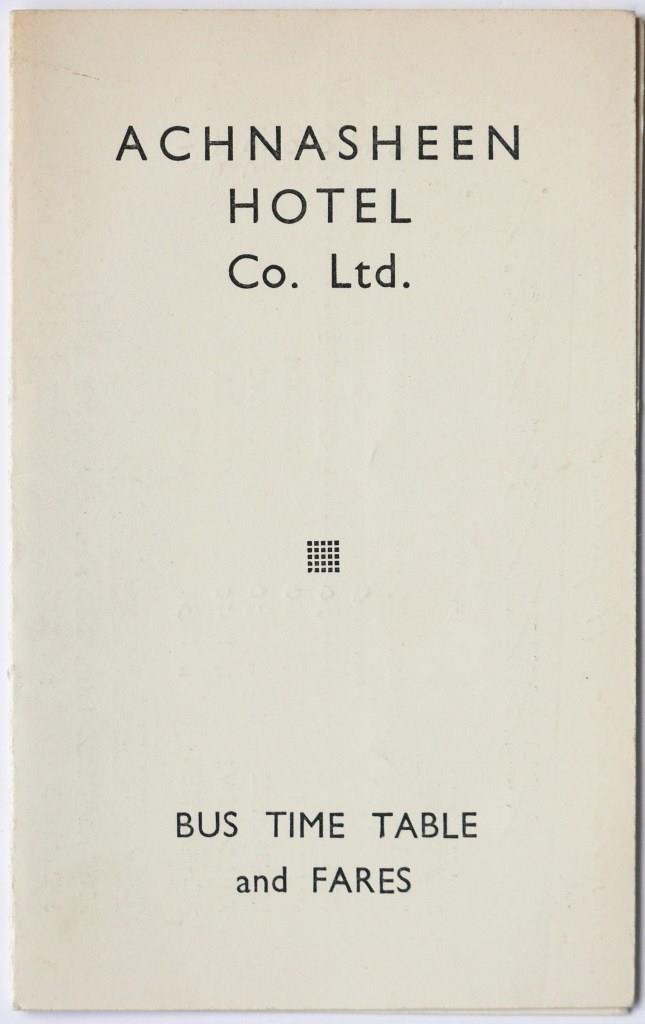 ACHNASHEEN
HOTEL
Co. Ltd.
BUS TIME TABLE
and FARES